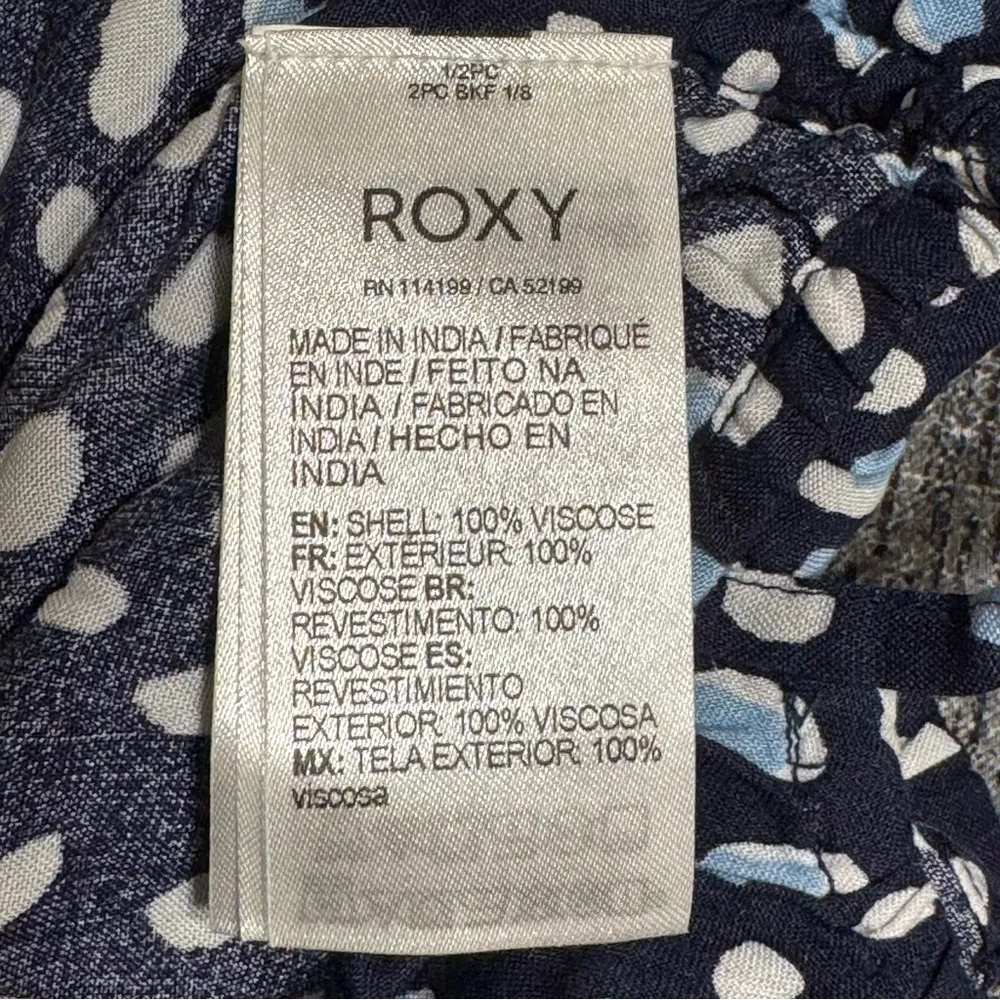 1/2PC
2PC BKF 1/8
ROXY
RN 114199 / CA 52199
MADE IN INDIA / FABRIQUÉ
EN INDE / FEITO NA
INDIA / FABRICADO EN
INDIA / HECHO EN
INDIA
EN: SHELL: 100% VISCOSE
FR: EXTÉRIEUR: 100%
VISCOSE BR:
REVESTIMENTO: 100%
VISCOSE ES:
REVESTIMIENTO
EXTERIOR: 100% VISCOSA
MX: TELA EXTERIOR: 100%
viscosa